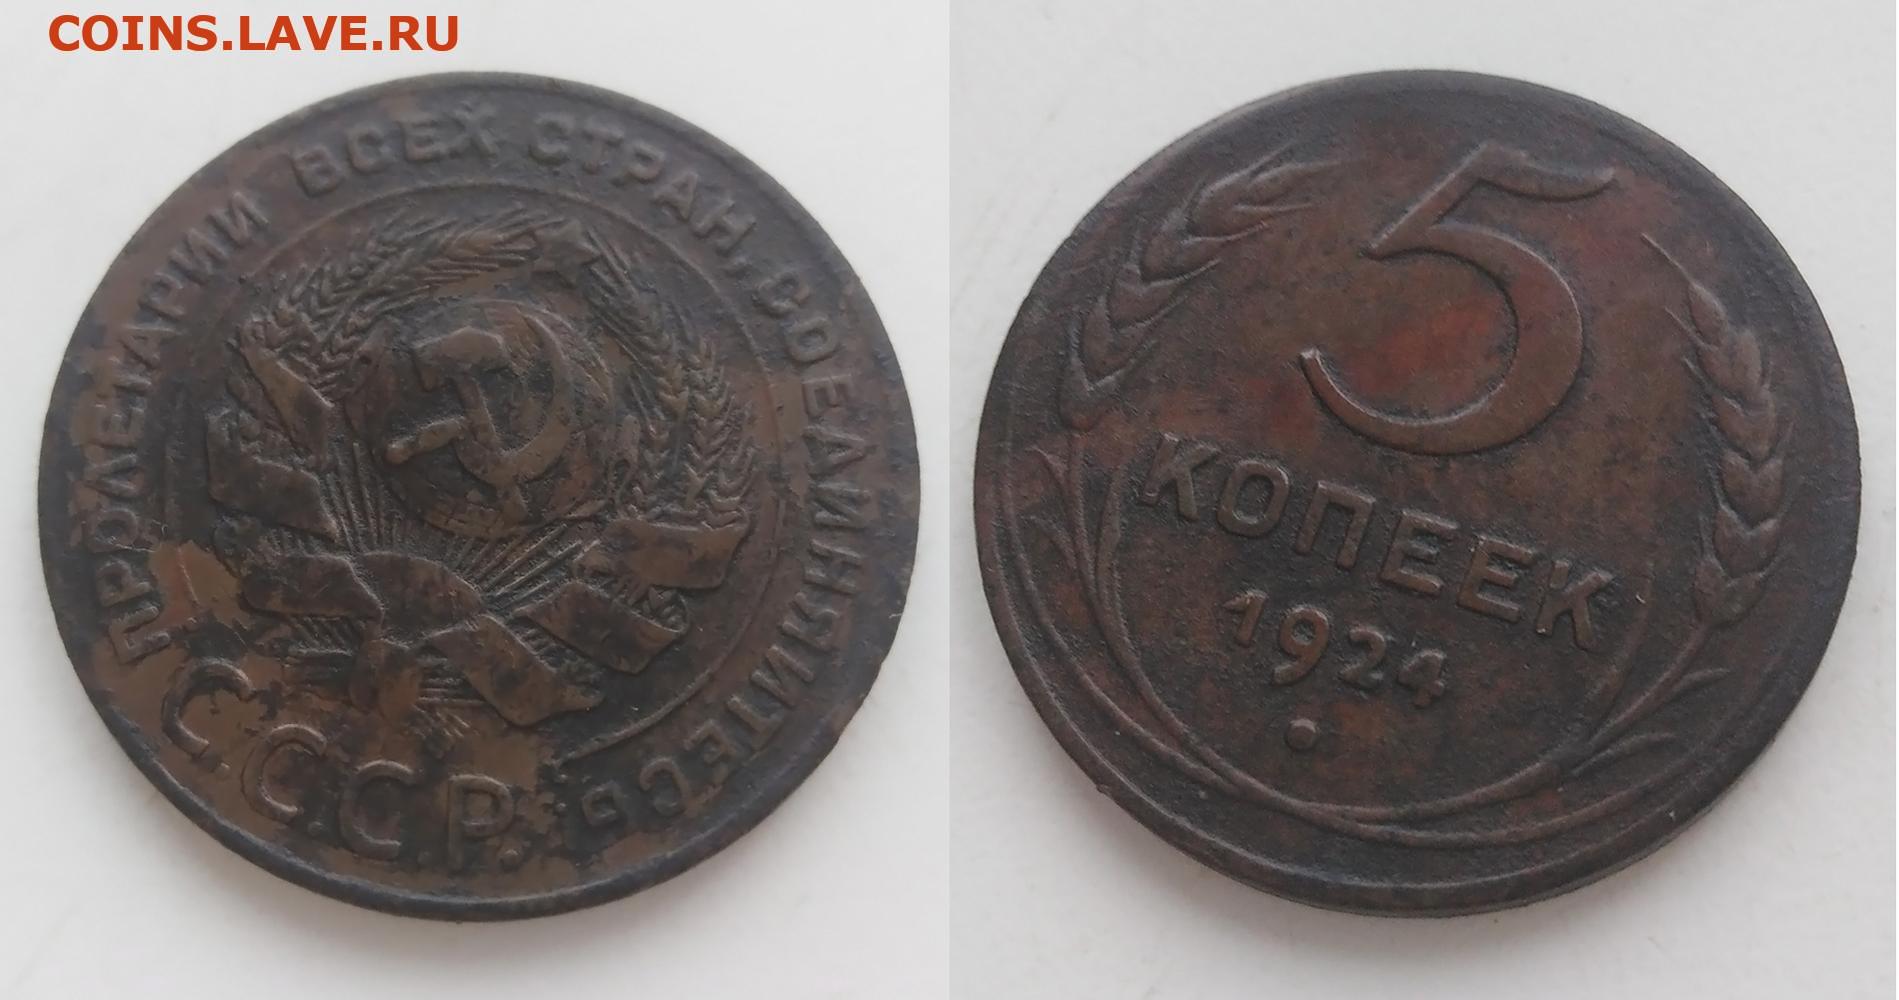 COINS.LAVE.RU
ПРОЛЕТАРИИ ВСЕХ СТРАН, СОЕДИНЯЙТЕСЬ
С.С.С.Р.
5
КОПЕЕК
1924